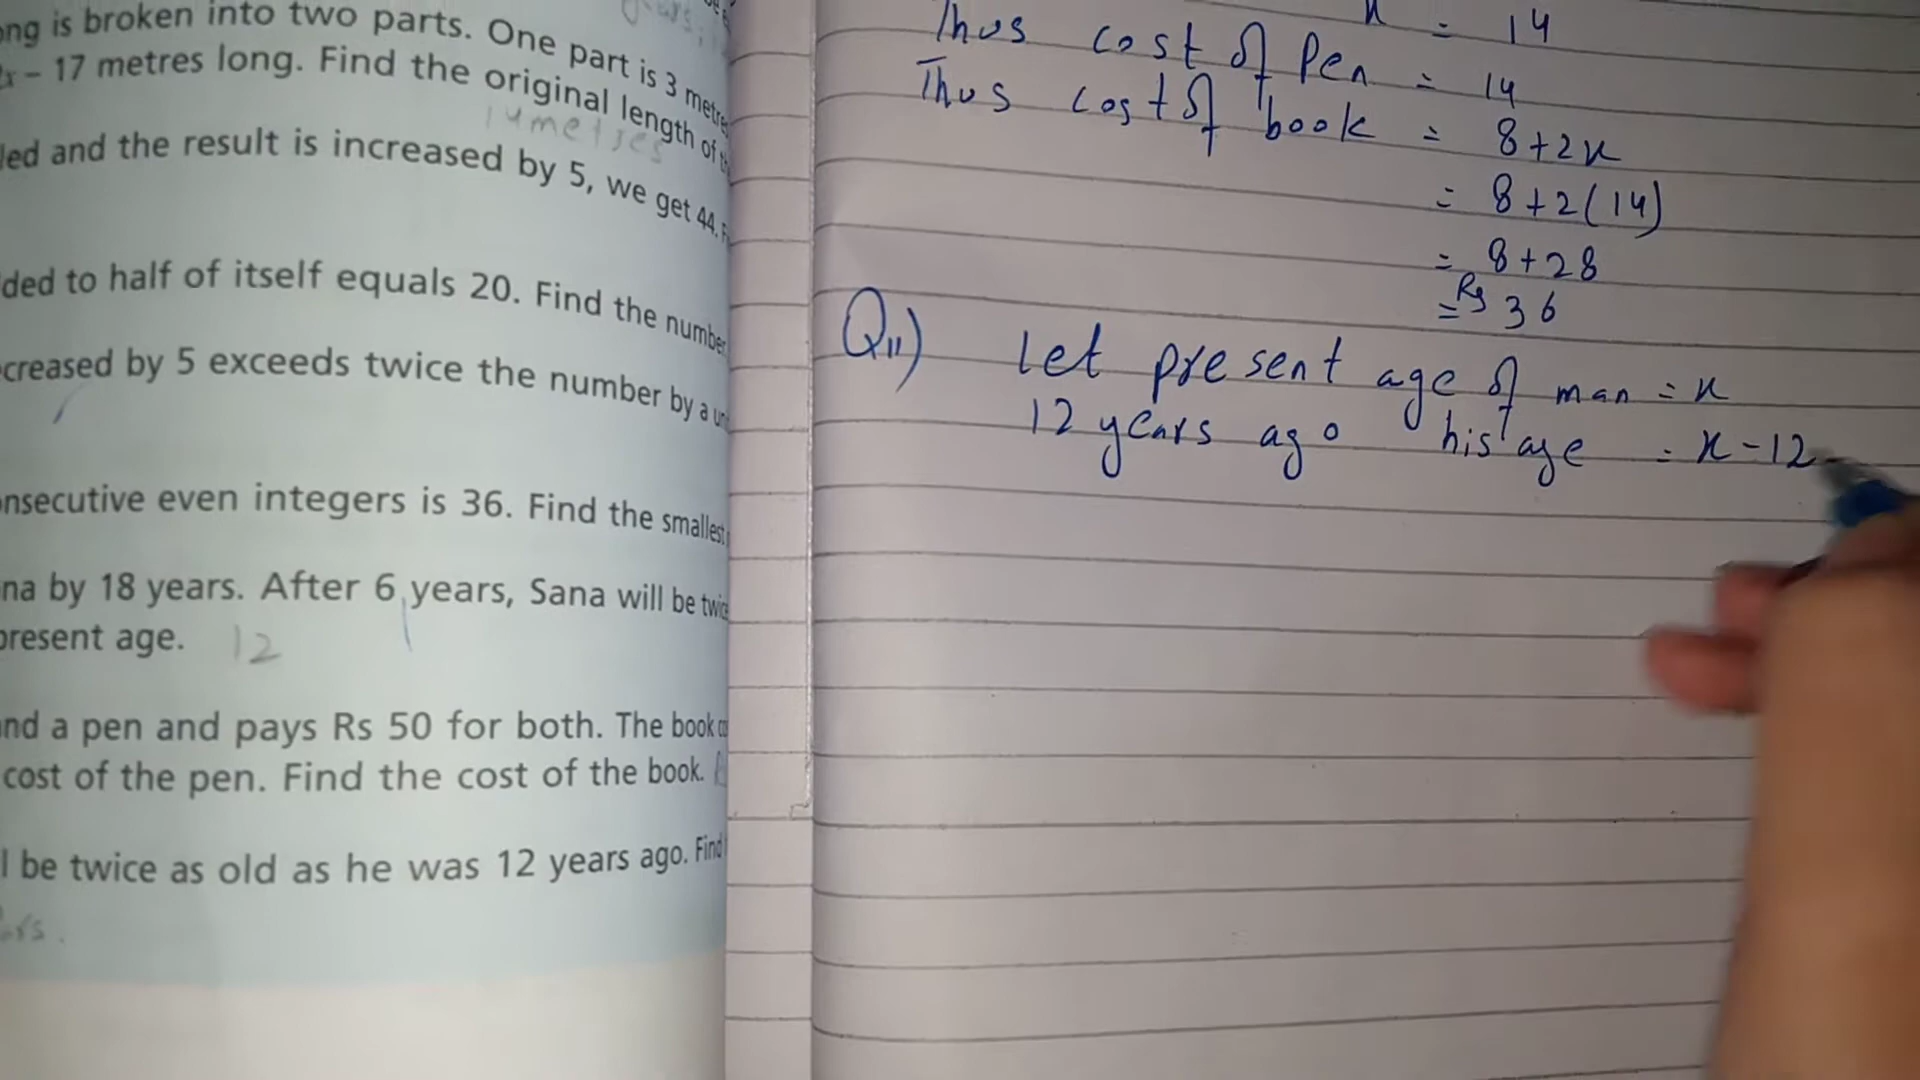 ng is broken into two parts. One part is 3 metre
x – 17 metres long. Find the original length of
14metres
led and the result is increased by 5, we get 44.
ded to half of itself equals 20. Find the number
creased by 5 exceeds twice the number by a
nsecutive even integers is 36. Find the smallest
na by 18 years. After 6 years, Sana will be twice
present age. 12
nd a pen and pays Rs 50 for both. The book
cost of the pen. Find the cost of the book.
l be twice as old as he was 12 years ago. Find
x = 14
Thus cost of Pen = 14
Thus cost of book = 8+2x
= 8+2(14)
= 8+28
= Rs 36
Q11) Let present age of man = x
12 years ago his age = x-12